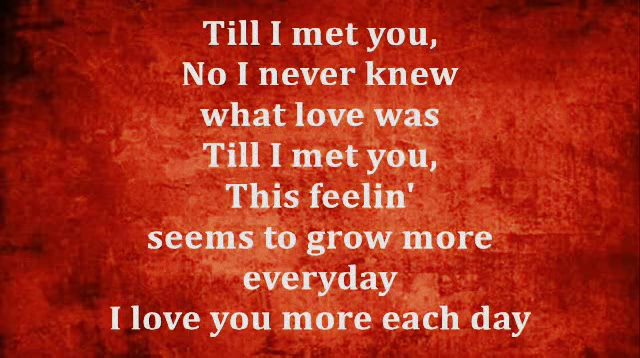 Till I met you,
No I never knew
what love was
Till I met you,
This feelin'
seems to grow more
everyday
I love you more each day